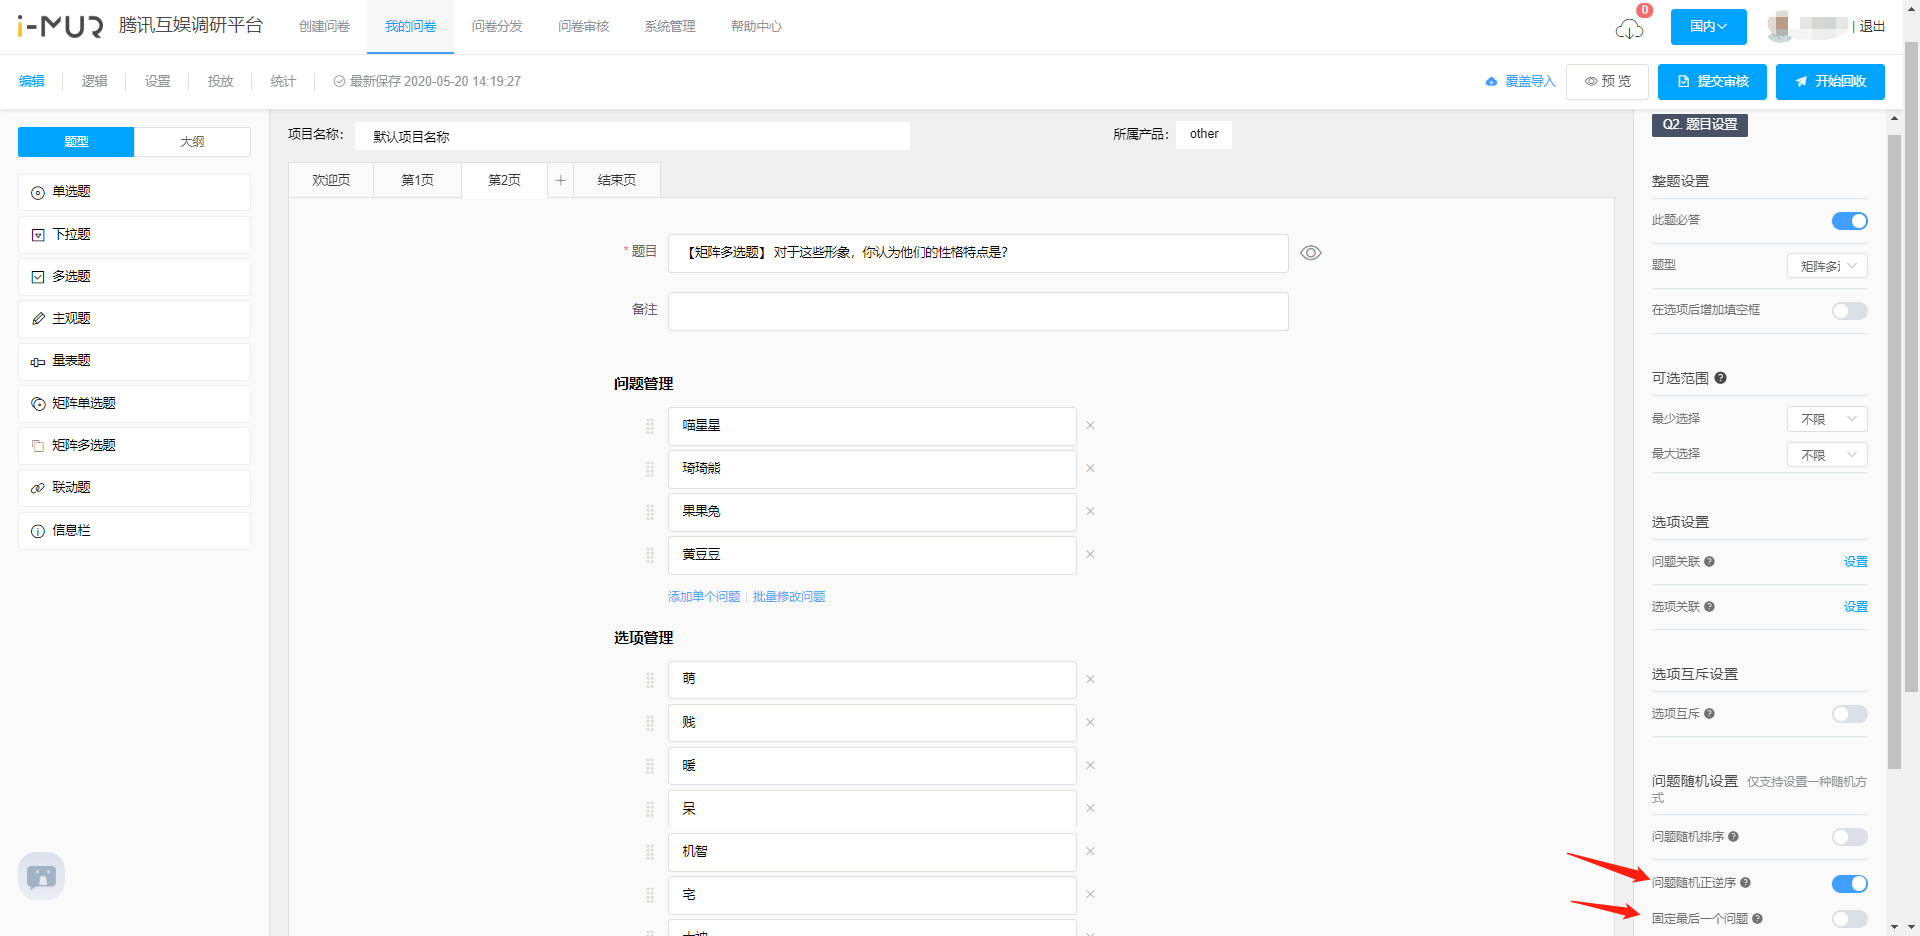 i-MUR 腾讯互娱调研平台 创建问卷 我的问卷 问卷分发 问卷审核 系统管理 帮助中心 0 国内 | 退出
编辑 逻辑 设置 投放 统计 最新保存 2020-05-20 14:19:27 覆盖导入 预 览 提交审核 开始回收
题型 大纲
单选题
下拉题
多选题
主观题
量表题
矩阵单选题
矩阵多选题
联动题
信息栏
项目名称： 默认项目名称 所属产品： other
欢迎页 第1页 第2页 + 结束页
* 题目 【矩阵多选题】 对于这些形象，你认为他们的性格特点是？
备注
问题管理
喵星星
琦琦熊
果果兔
黄豆豆
添加单个问题 | 批量修改问题
选项管理
萌
贱
暖
呆
机智
宅
Q2. 题目设置
整题设置
此题必答
题型 矩阵多
在选项后增加填空框
可选范围
最少选择 不限
最大选择 不限
选项设置
问题关联 设置
选项关联 设置
选项互斥设置
选项互斥
问题随机设置 仅支持设置一种随机方
式
问题随机排序
问题随机正逆序
固定最后一个问题